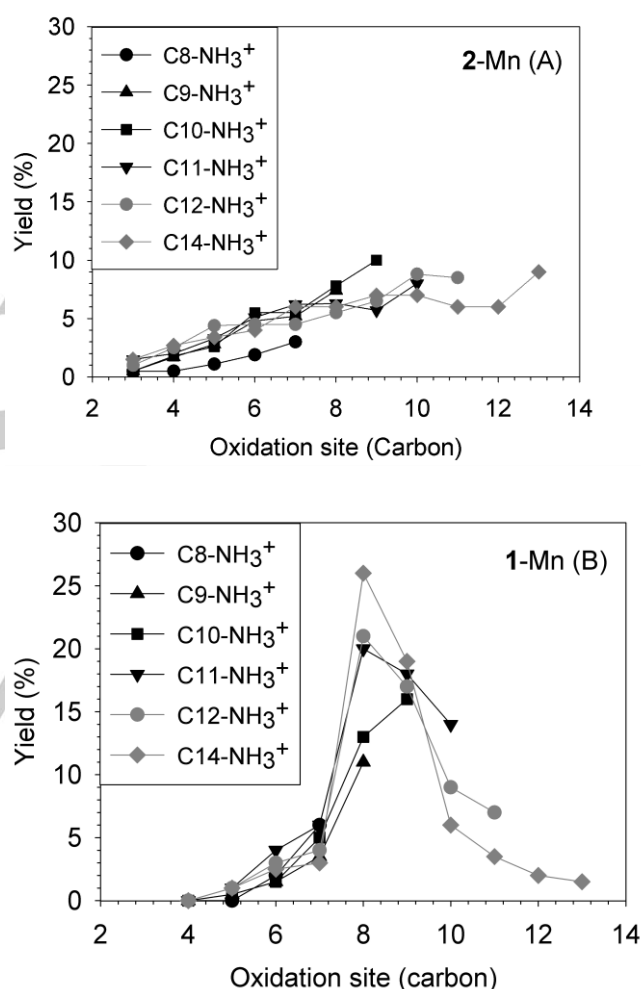 30
25
20
15
10
5
0
Yield (%)
C8-NH3+
C9-NH3+
C10-NH3+
C11-NH3+
C12-NH3+
C14-NH3+
2-Mn (A)
2 4 6 8 10 12 14
Oxidation site (Carbon)
30
25
20
15
10
5
0
Yield (%)
C8-NH3+
C9-NH3+
C10-NH3+
C11-NH3+
C12-NH3+
C14-NH3+
1-Mn (B)
2 4 6 8 10 12 14
Oxidation site (carbon)